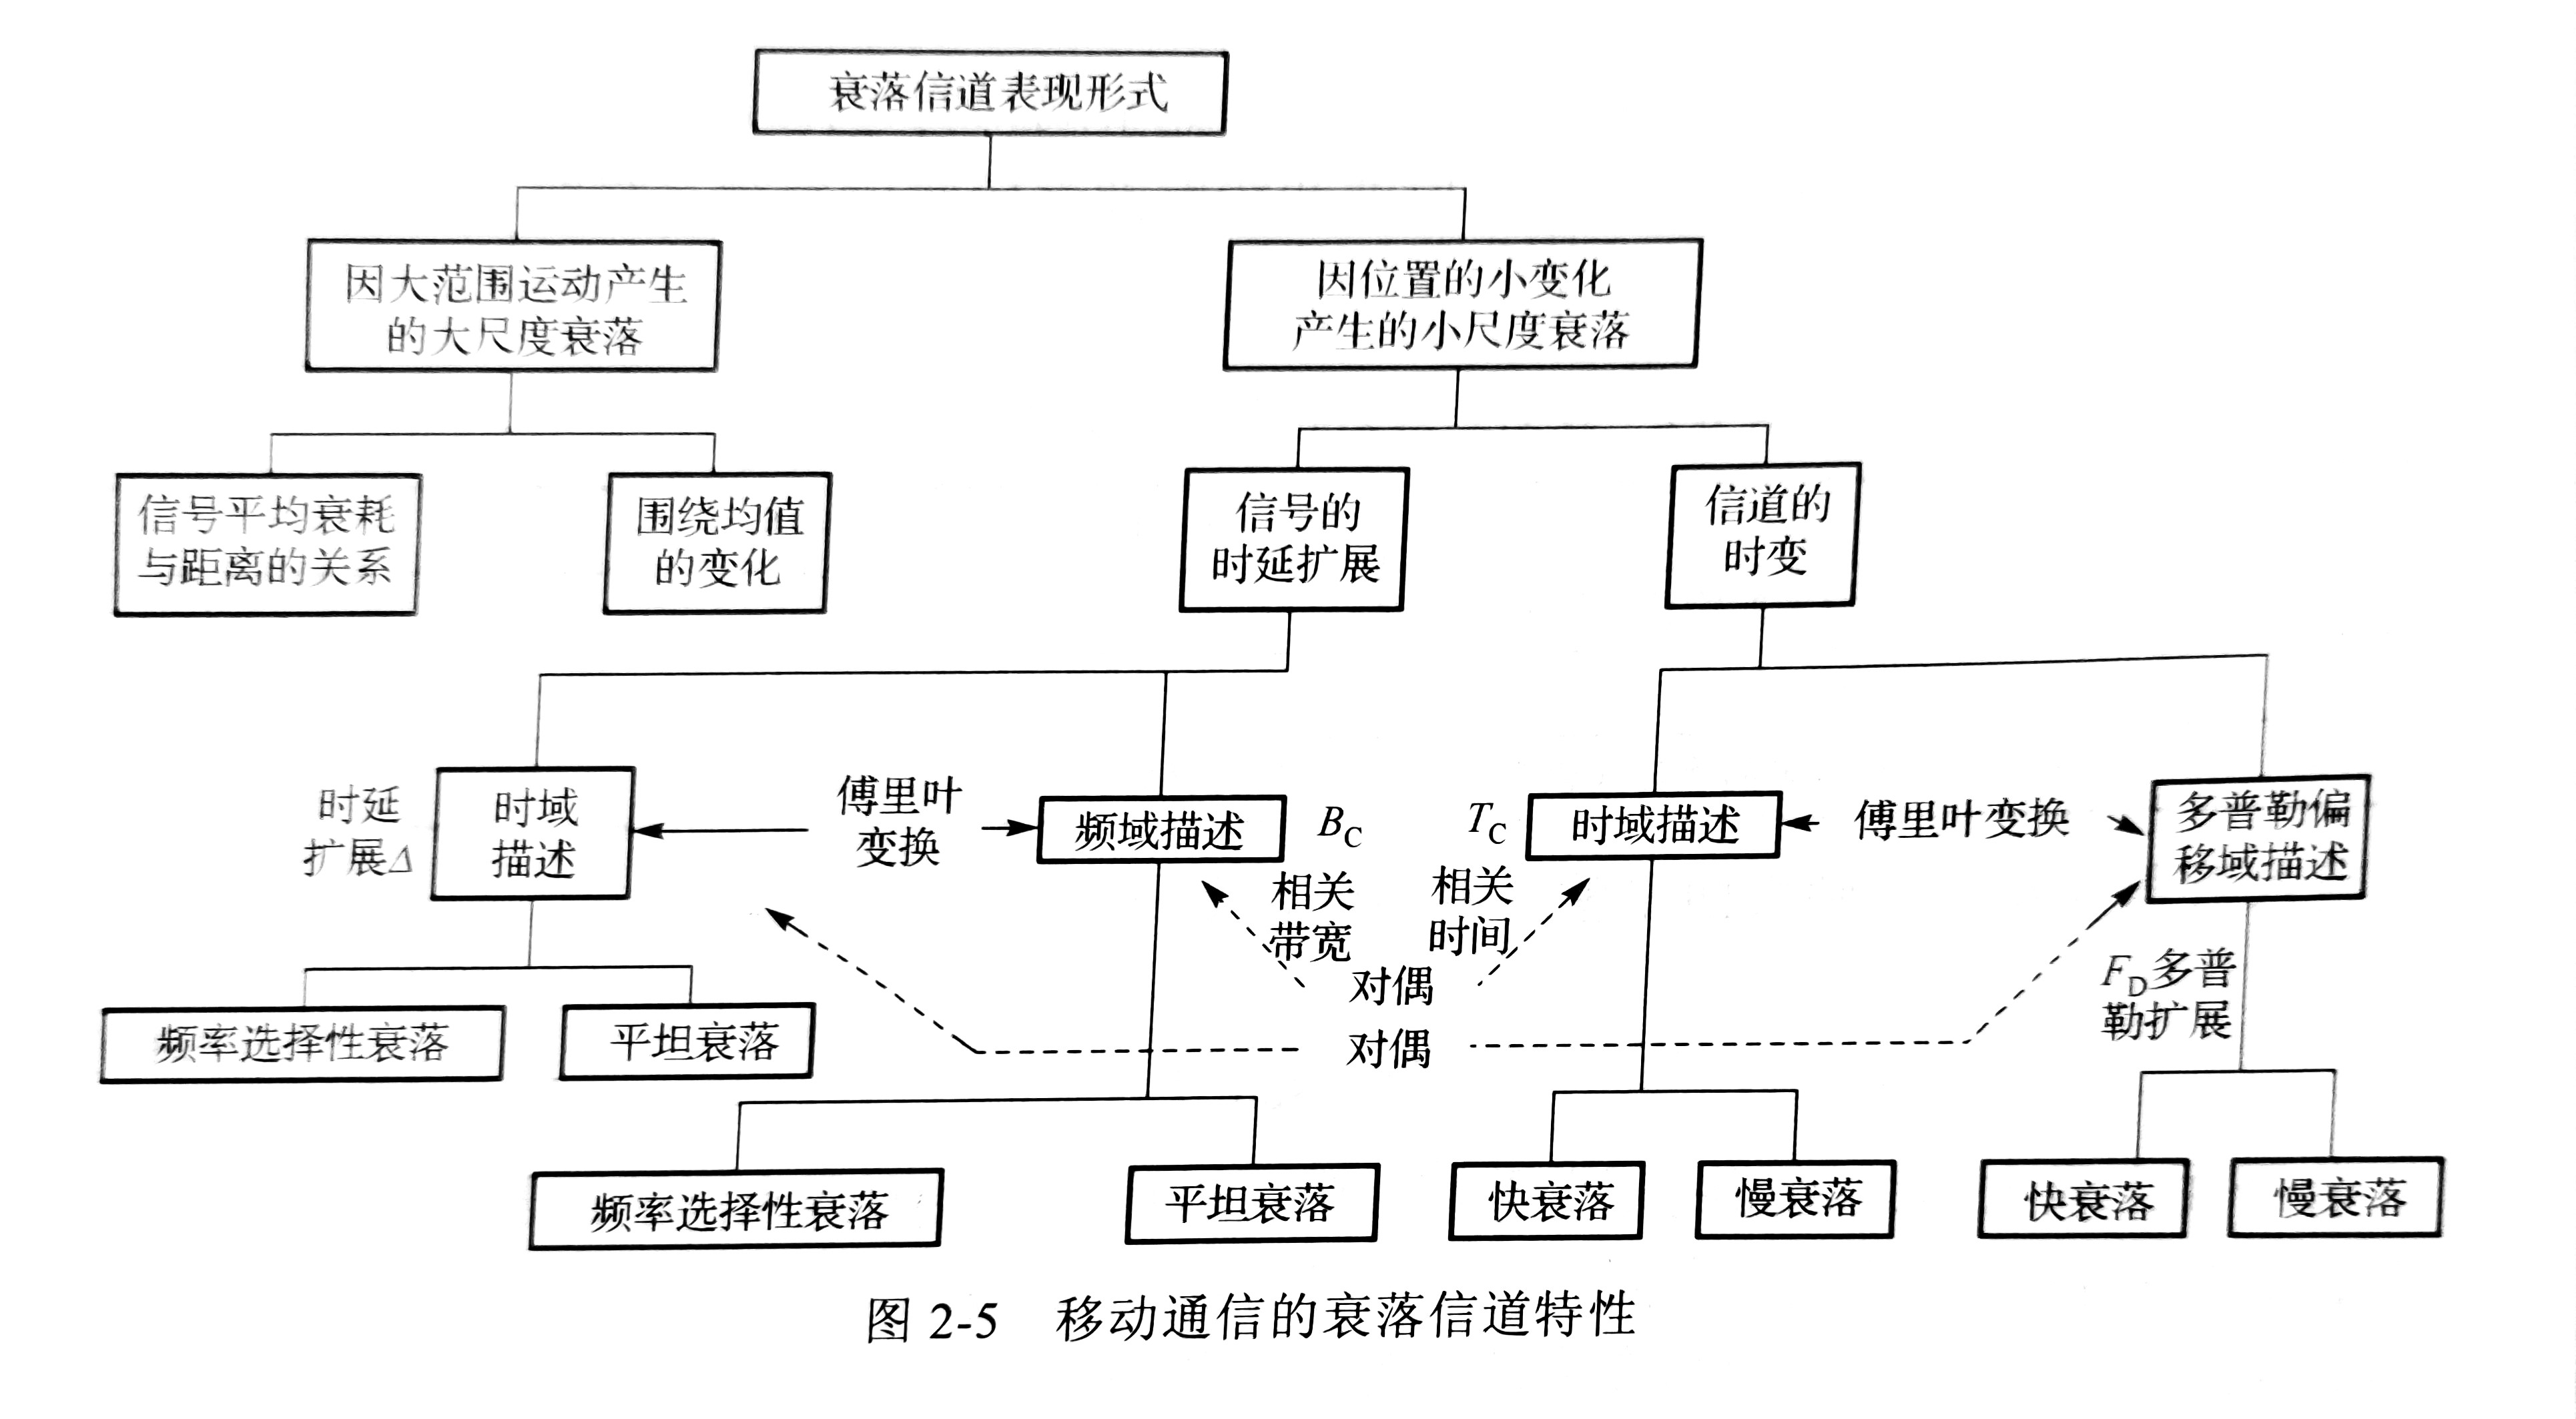 衰落信道表现形式
因大范围运动产生
的大尺度衰落
因位置的小变化
产生的小尺度衰落
信号平均衰耗
与距离的关系
围绕均值
的变化
信号的
时延扩展
信道的
时变
时延
扩展Δ
时域
描述
傅里叶
变换
频域描述
B_C
相关
带宽
T_C
相关
时间
时域描述
傅里叶变换
多普勒偏
移域描述
对偶
对偶
F_D多普
勒扩展
频率选择性衰落
平坦衰落
频率选择性衰落
平坦衰落
快衰落
慢衰落
快衰落
慢衰落
图 2-5 移动通信的衰落信道特性